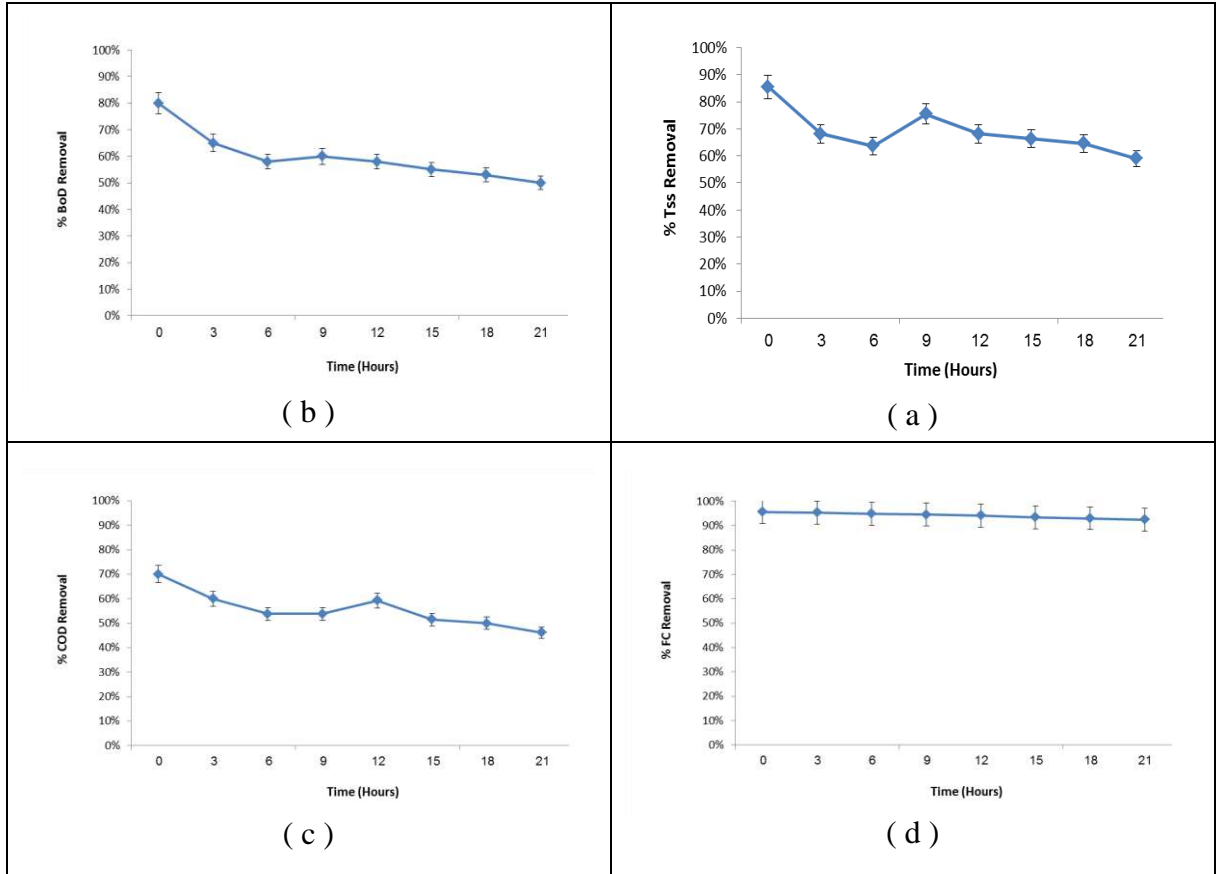 100%
90%
80%
70%
60%
50%
40%
30%
20%
10%
0%
% BoD Removal
0 3 6 9 12 15 18 21
Time (Hours)
( b )
100%
90%
80%
70%
60%
50%
40%
30%
20%
10%
0%
% Tss Removal
0 3 6 9 12 15 18 21
Time (Hours)
( a )
100%
90%
80%
70%
60%
50%
40%
30%
20%
10%
0%
% COD Removal
0 3 6 9 12 15 18 21
Time (Hours)
( c )
100%
90%
80%
70%
60%
50%
40%
30%
20%
10%
0%
% FC Removal
0 3 6 9 12 15 18 21
Time (Hours)
( d )